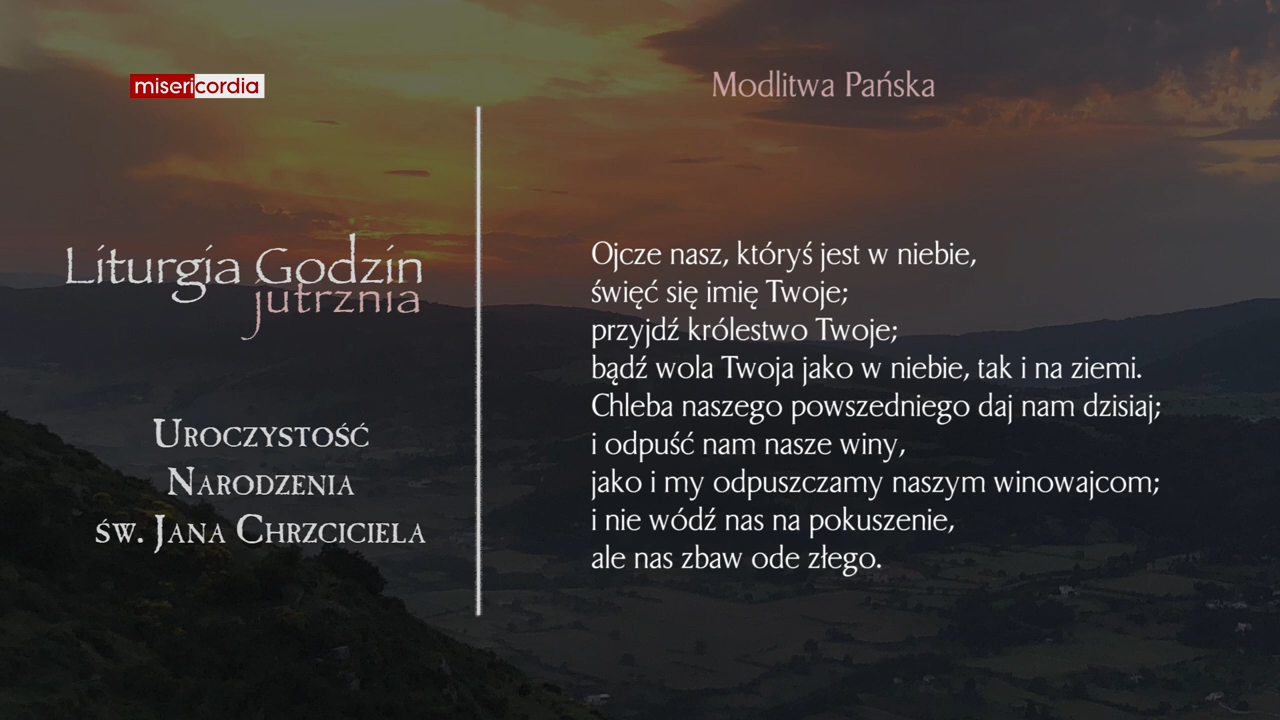 misericordia
Liturgia Godzin
jutrznia
Uroczystość
Narodzenia
św. Jana Chrzciciela
Modlitwa Pańska
Ojcze nasz, któryś jest w niebie,
święć się imię Twoje;
przyjdź królestwo Twoje;
bądź wola Twoja jako w niebie, tak i na ziemi.
Chleba naszego powszedniego daj nam dzisiaj;
i odpuść nam nasze winy,
jako i my odpuszczamy naszym winowajcom;
i nie wódź nas na pokuszenie,
ale nas zbaw ode złego.